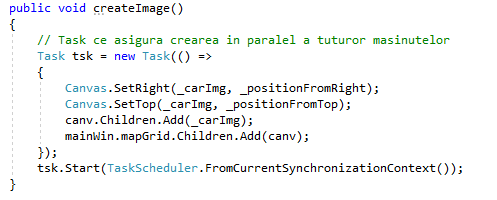 public void createImage()
{
// Task ce asigura crearea in paralel a tuturor masinutelor
Task tsk = new Task(() =>
{
Canvas.SetRight(_carImg, _positionFromRight);
Canvas.SetTop(_carImg, _positionFromTop);
canv.Children.Add(_carImg);
mainWin.mapGrid.Children.Add(canv);
});
tsk.Start(TaskScheduler.FromCurrentSynchronizationContext());
}